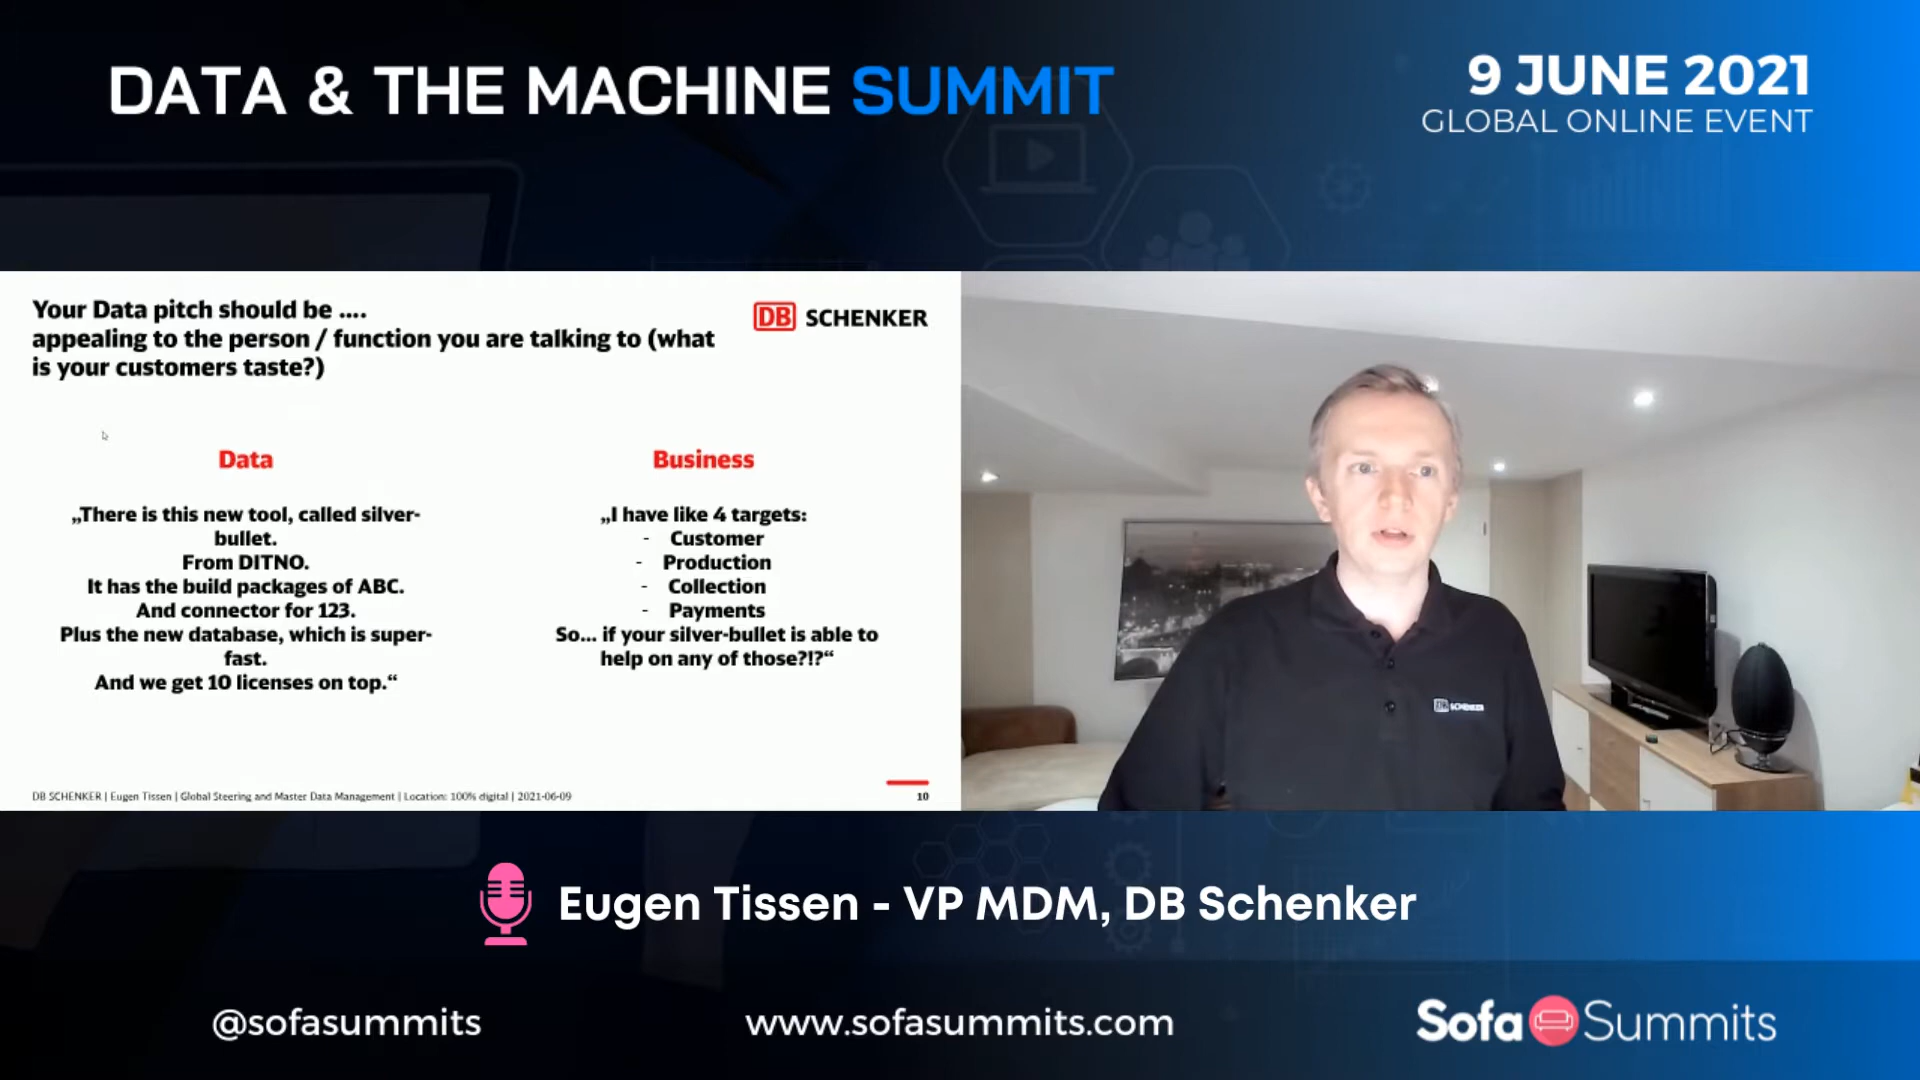 DATA & THE MACHINE SUMMIT
9 JUNE 2021
GLOBAL ONLINE EVENT
Your Data pitch should be ....
appealing to the person / function you are talking to (what
is your customers taste?)
DB SCHENKER
Data
„There is this new tool, called silver-
bullet.
From DITNO.
It has the build packages of ABC.
And connector for 123.
Plus the new database, which is super-
fast.
And we get 10 licenses on top.“
Business
„I have like 4 targets:
- Customer
- Production
- Collection
- Payments
So... if your silver-bullet is able to
help on any of those?!?“
DB SCHENKER | Eugen Tissen | Global Steering and Master Data Management | Location: 100% digital | 2021-06-09
10
DB SCHENKER
Eugen Tissen - VP MDM, DB Schenker
@sofasummits
www.sofasummits.com
Sofa Summits